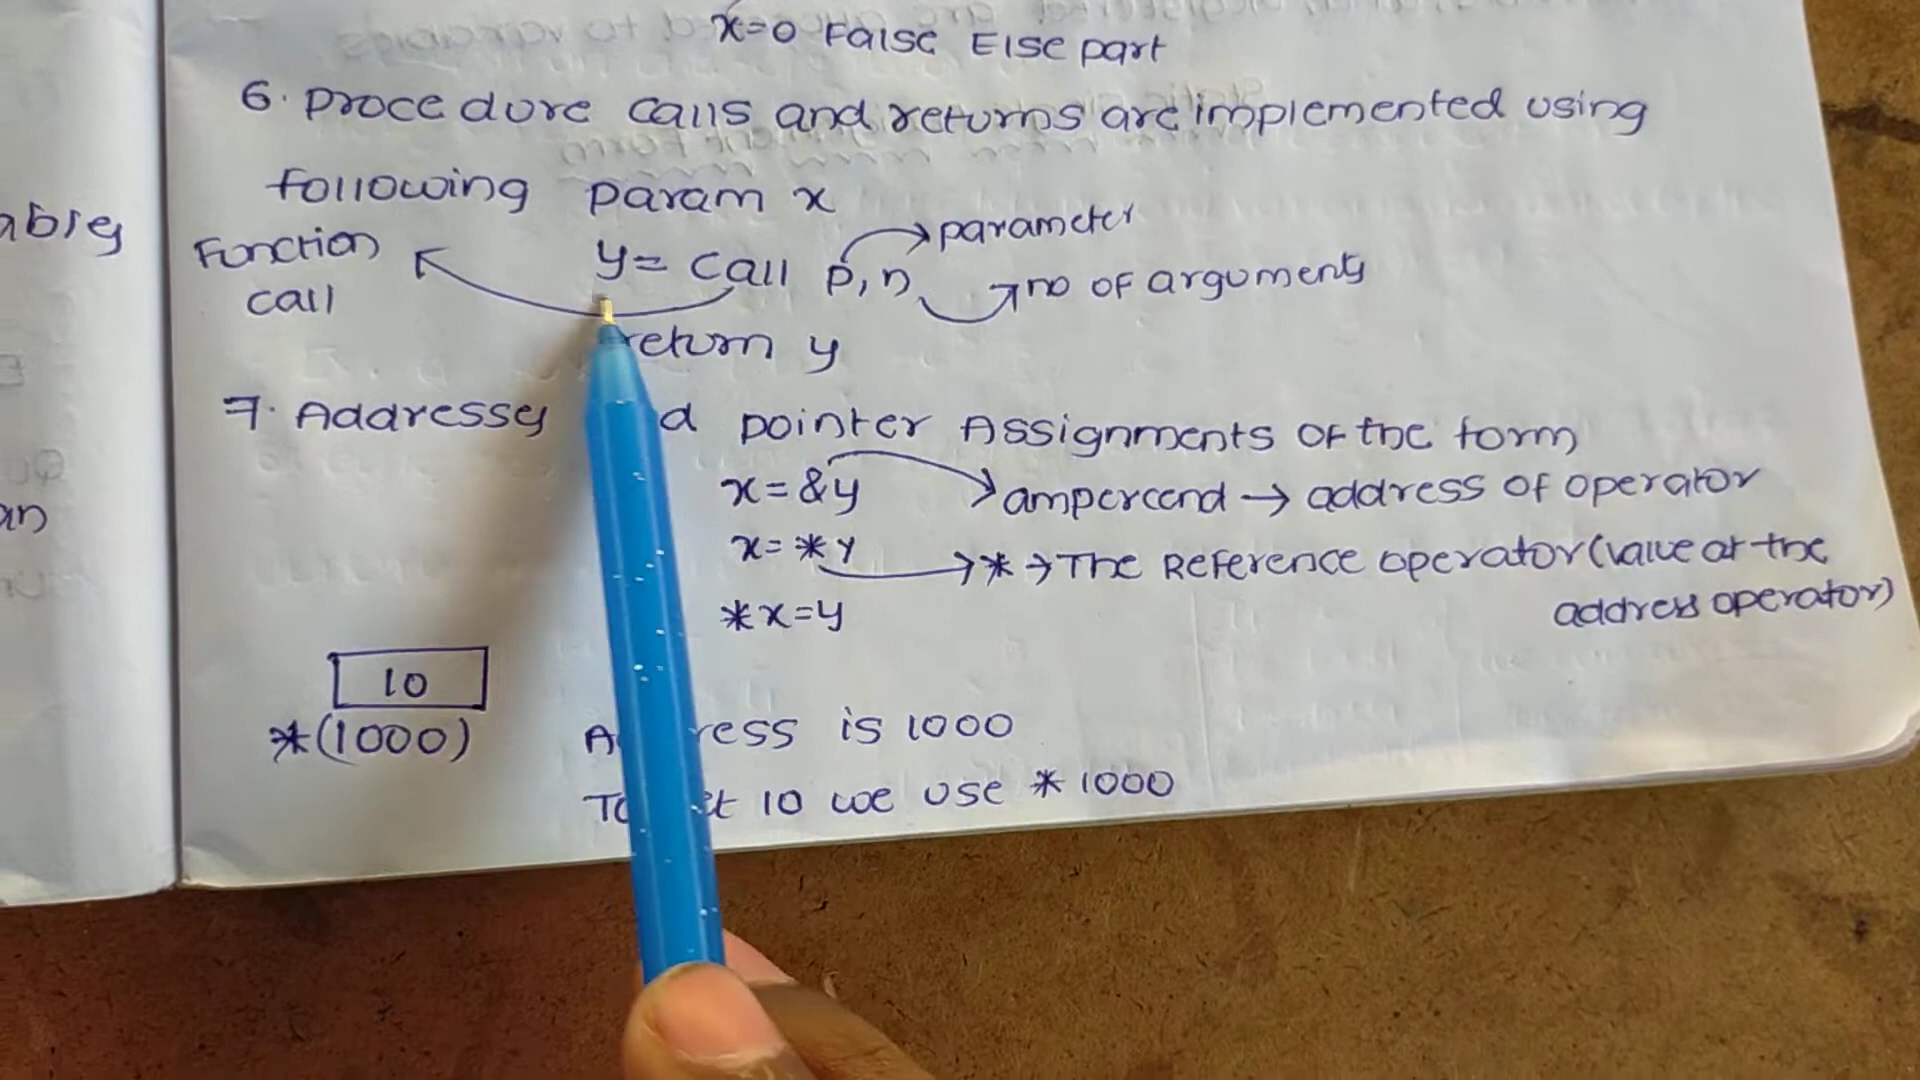 x=0 False Else part
6. procedure calls and returns are implemented using
following param x
Function call
y= call p,n
parameter
no of arguments
return y
7. Addresses d pointer Assignments of the form
x=&y → ampercend → address of operator
x=*y → * → The Reference operator (value at the
address operator)
*x=y
10
*(1000)
A ress is 1000
To et 10 we use *1000